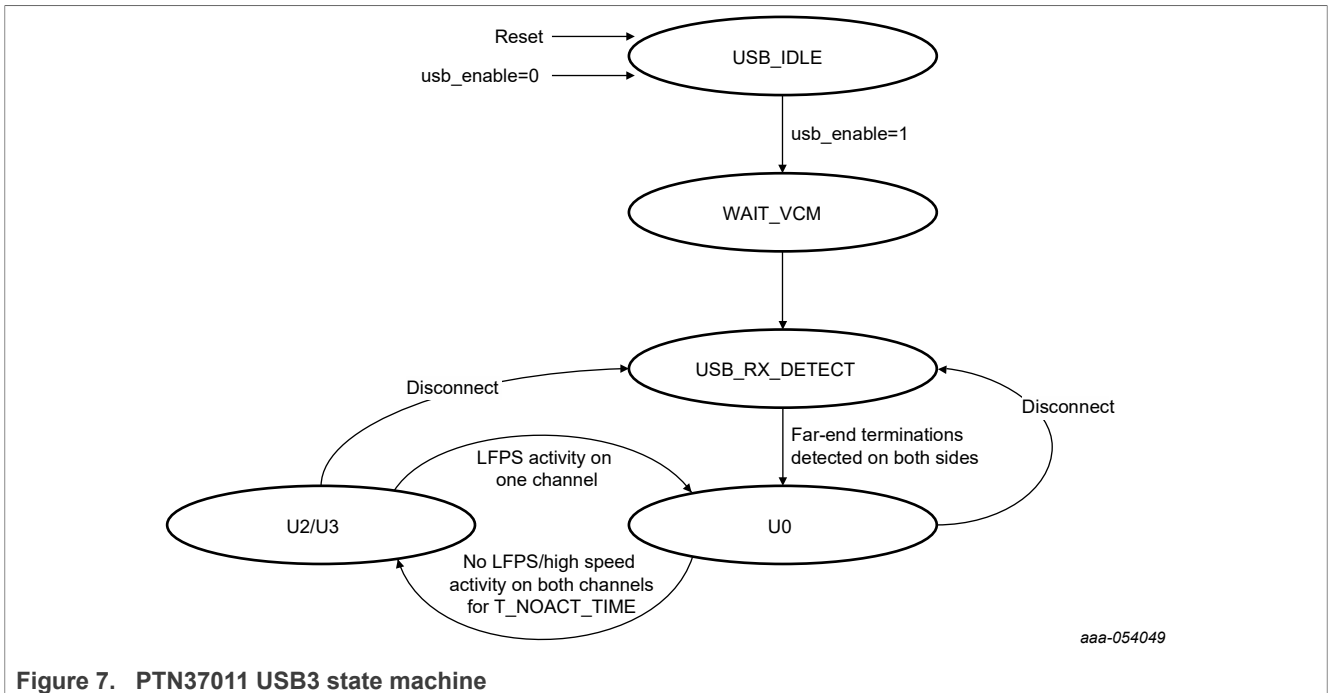 Reset
USB_IDLE
usb_enable=0
usb_enable=1
WAIT_VCM
USB_RX_DETECT
Disconnect
Disconnect
Far-end terminations
detected on both sides
LFPS activity on
one channel
U2/U3
U0
No LFPS/high speed
activity on both channels
for T_NOACT_TIME
aaa-054049
Figure 7. PTN37011 USB3 state machine